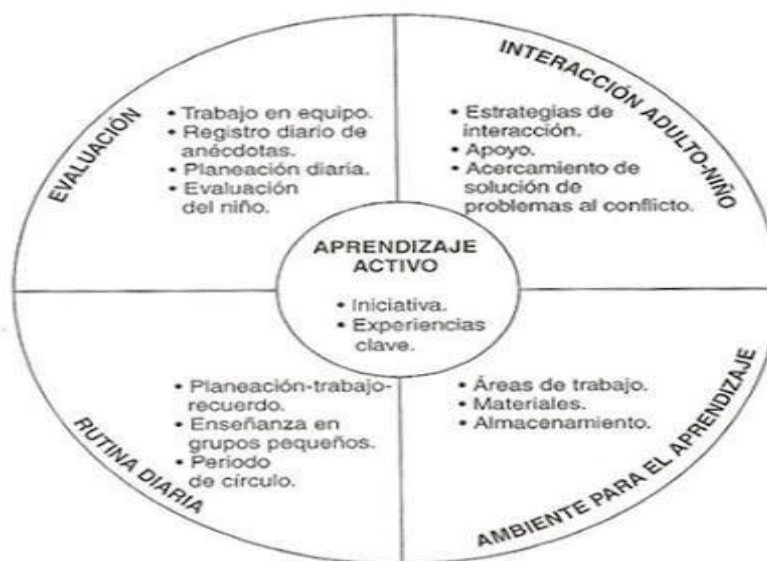 EVALUACIÓN
• Trabajo en equipo.
• Registro diario de
anécdotas.
• Planeación diaria.
• Evaluación
del niño.
INTERACCIÓN ADULTO-NIÑO
• Estrategias de
interacción.
• Apoyo.
• Acercamiento de
solución de
problemas al conflicto.
APRENDIZAJE
ACTIVO
• Iniciativa.
• Experiencias
clave.
RUTINA DIARIA
• Planeación-trabajo-
recuerdo.
• Enseñanza en
grupos pequeños.
• Periodo
de círculo.
AMBIENTE PARA EL APRENDIZAJE
• Áreas de trabajo.
• Materiales.
• Almacenamiento.